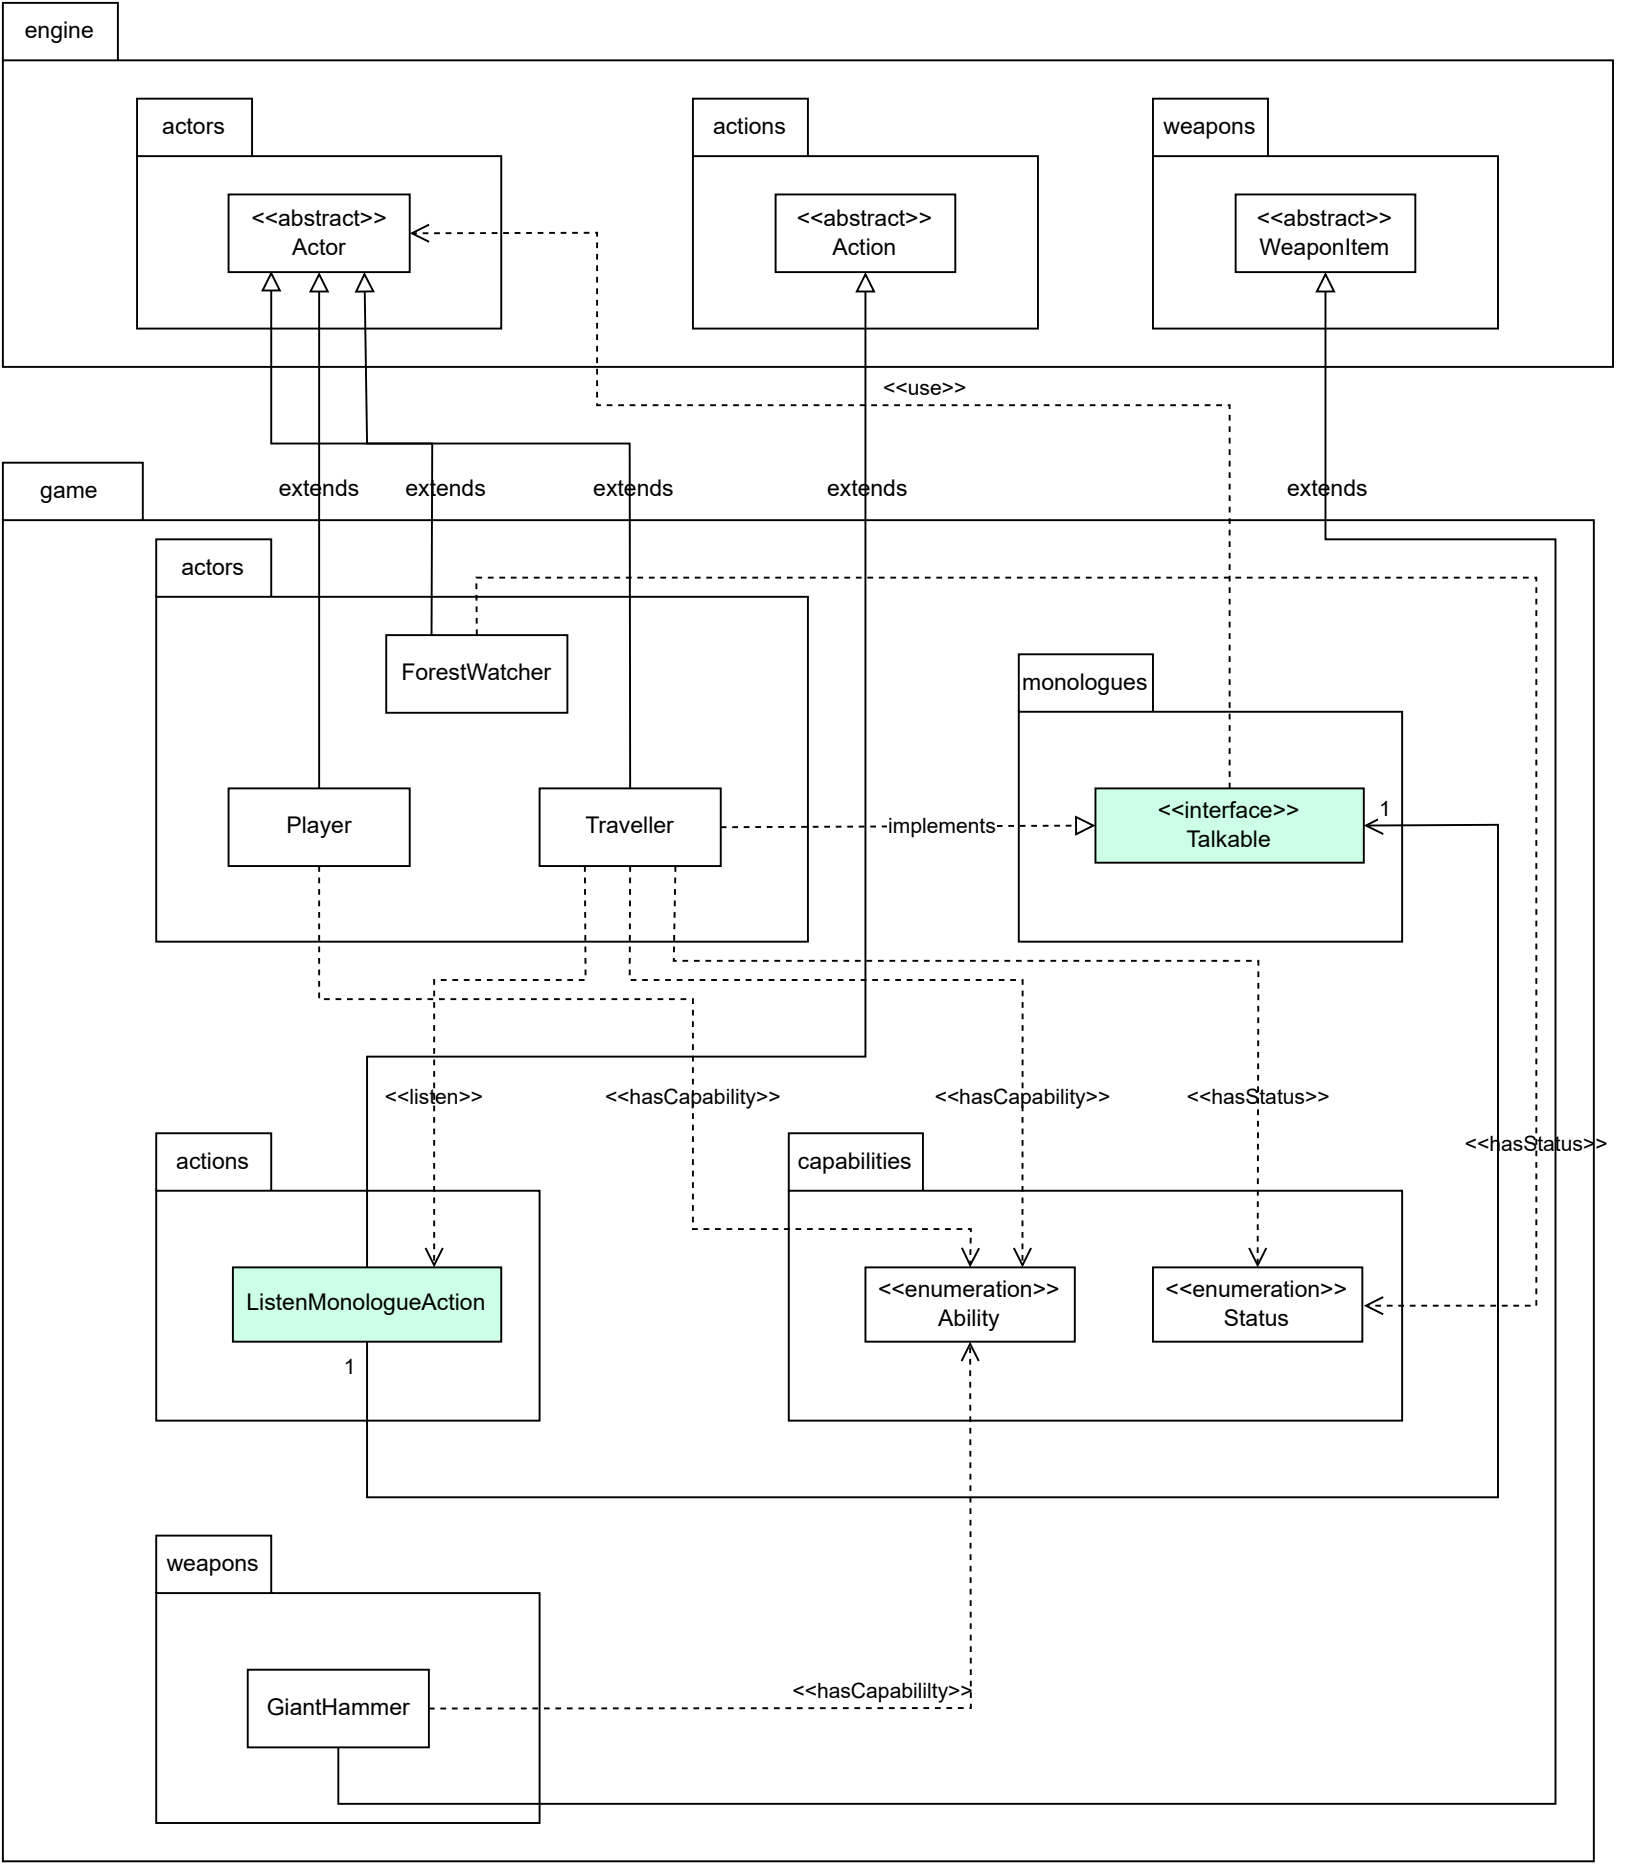 engine
actors
actions
weapons
<<abstract>>
Actor
<<abstract>>
Action
<<abstract>>
WeaponItem
<<use>>
game
extends
extends
extends
extends
extends
actors
ForestWatcher
monologues
Player
Traveller
implements
<<interface>>
Talkable
1
<<listen>>
<<hasCapability>>
<<hasCapability>>
<<hasStatus>>
<<hasStatus>>
actions
capabilities
ListenMonologueAction
<<enumeration>>
Ability
<<enumeration>>
Status
1
weapons
GiantHammer
<<hasCapabililty>>